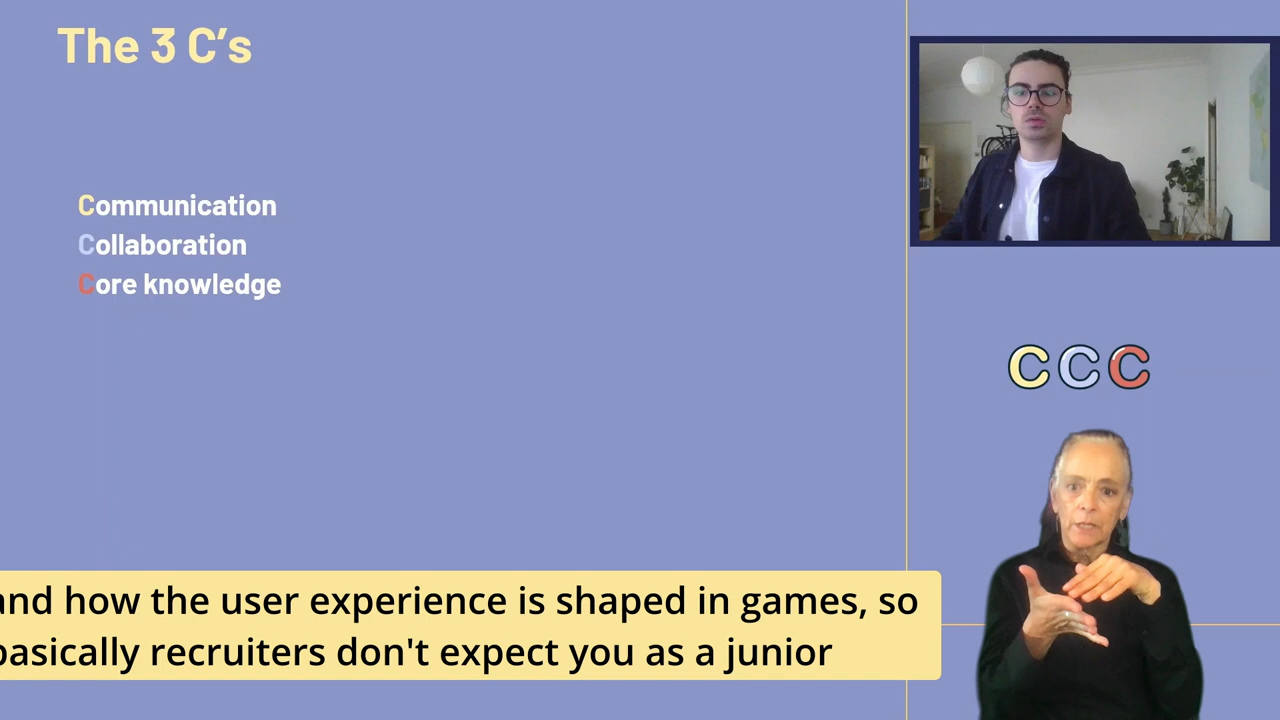 The 3 C’s
Communication
Collaboration
Core knowledge
CCC
and how the user experience is shaped in games, so
basically recruiters don't expect you as a junior